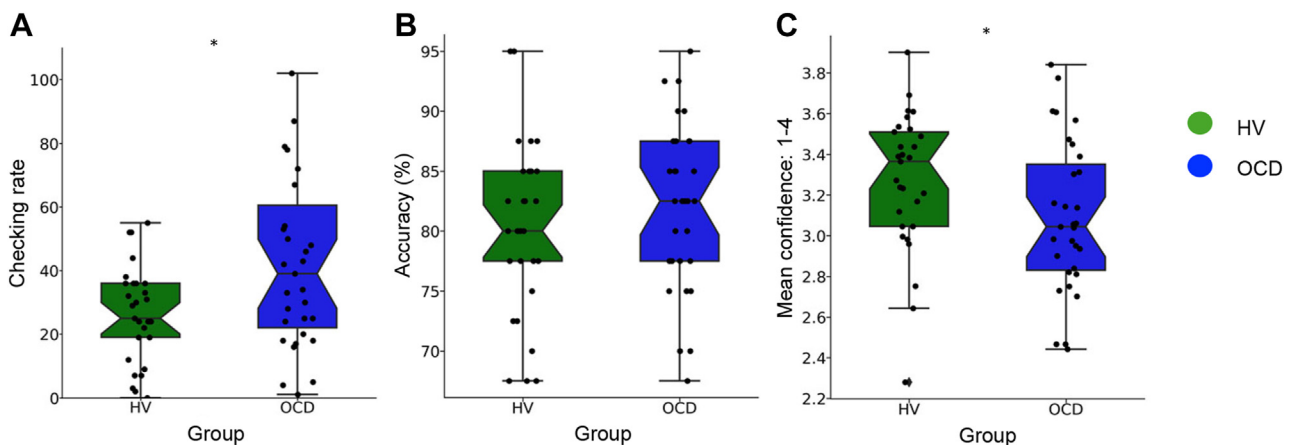 A
*
Checking rate
100
80
60
40
20
0
HV
OCD
Group
B
Accuracy (%)
95
90
85
80
75
70
HV
OCD
Group
C
*
Mean confidence: 1-4
3.8
3.6
3.4
3.2
3.0
2.8
2.6
2.4
2.2
HV
OCD
Group
HV
OCD